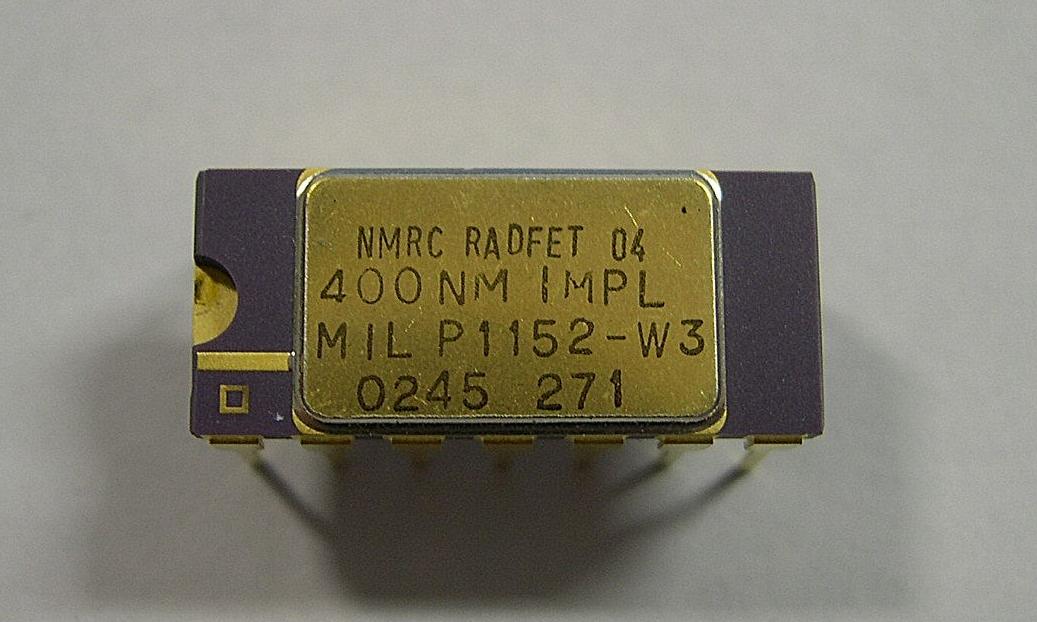 NMRC RADFET 04
400NM IMPL
MIL P1152-W3
0245 271